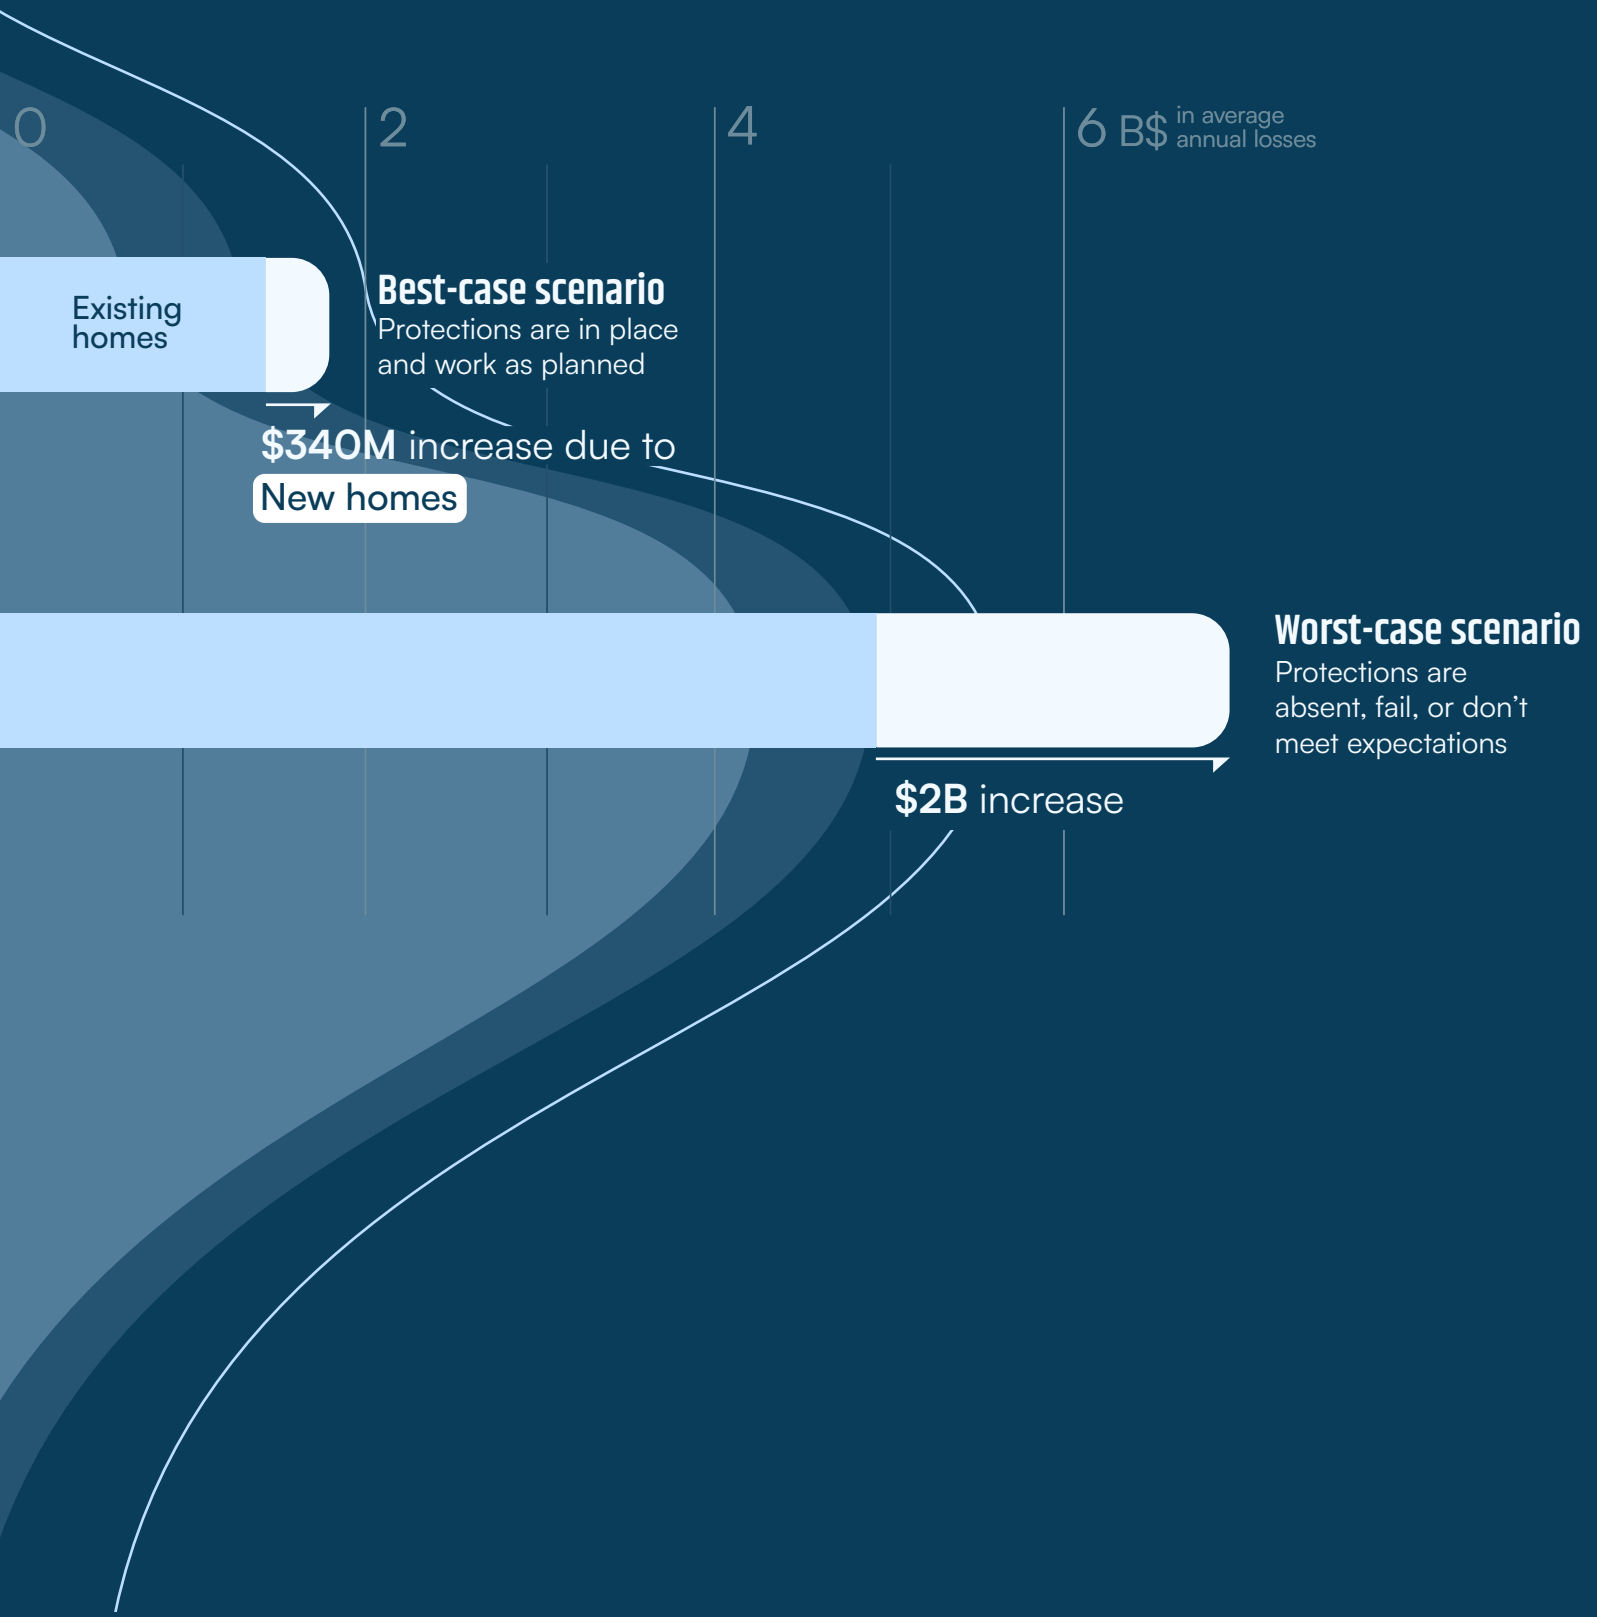 0
2
4
6 B$ in average
annual losses
Existing
homes
Best-case scenario
Protections are in place
and work as planned
$340M increase due to
New homes
Worst-case scenario
Protections are
absent, fail, or don’t
meet expectations
$2B increase